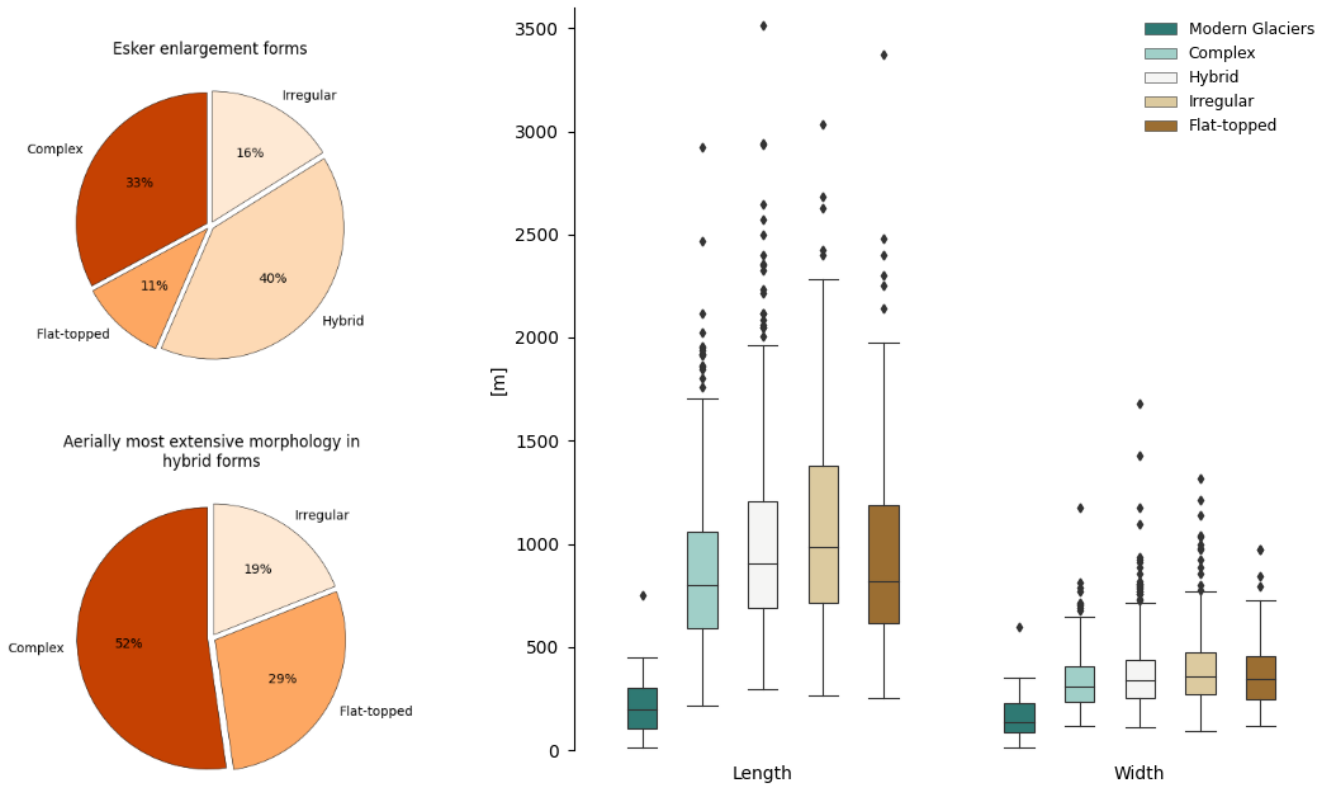 Esker enlargement forms
Irregular
Complex
16%
33%
40%
11%
Hybrid
Flat-topped
Aerially most extensive morphology in
hybrid forms
Irregular
19%
Complex
52%
29%
Flat-topped
[m]
3500
3000
2500
2000
1500
1000
500
0
Length
Width
Modern Glaciers
Complex
Hybrid
Irregular
Flat-topped